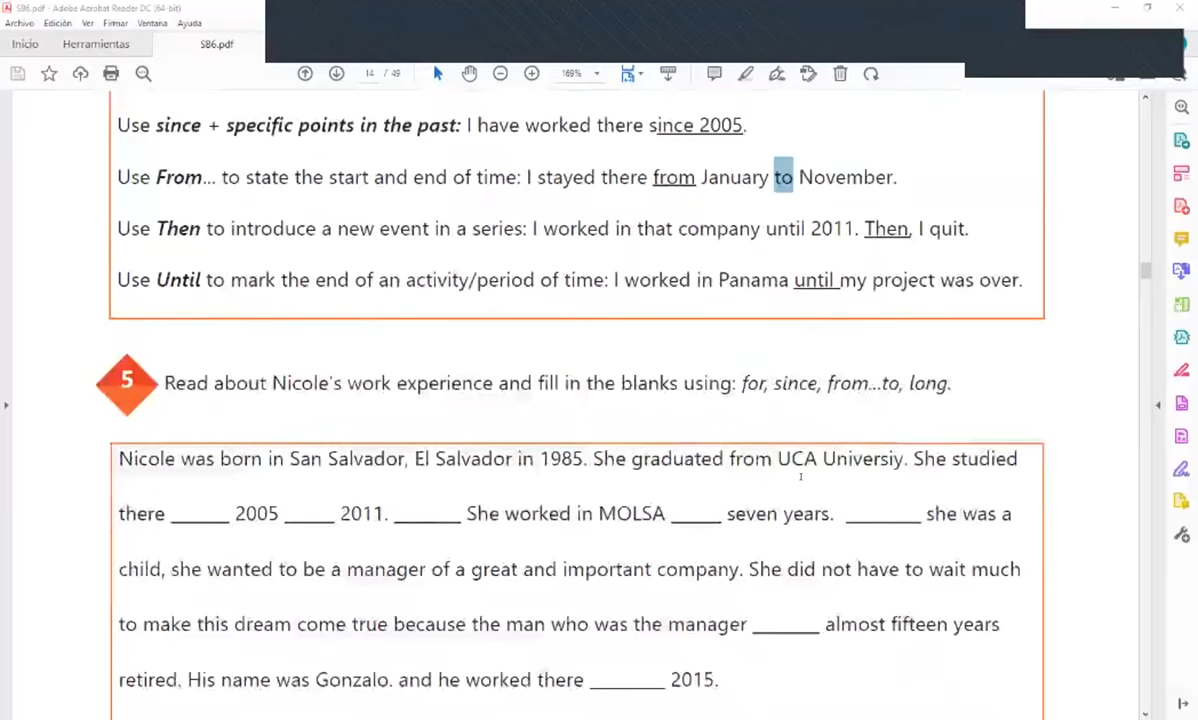 SB6.pdf - Adobe Acrobat Reader DC (64-bit)
Archivo Edición Ver Firmar Ventana Ayuda
Inicio Herramientas SB6.pdf
14 / 49 169%
Use since + specific points in the past: I have worked there since 2005.
Use From... to state the start and end of time: I stayed there from January to November.
Use Then to introduce a new event in a series: I worked in that company until 2011. Then, I quit.
Use Until to mark the end of an activity/period of time: I worked in Panama until my project was over.
5 Read about Nicole's work experience and fill in the blanks using: for, since, from...to, long.
Nicole was born in San Salvador, El Salvador in 1985. She graduated from UCA Universiy. She studied
there ______ 2005 _____ 2011. _______ She worked in MOLSA _____ seven years. ________ she was a
child, she wanted to be a manager of a great and important company. She did not have to wait much
to make this dream come true because the man who was the manager _______ almost fifteen years
retired. His name was Gonzalo. and he worked there ________ 2015.